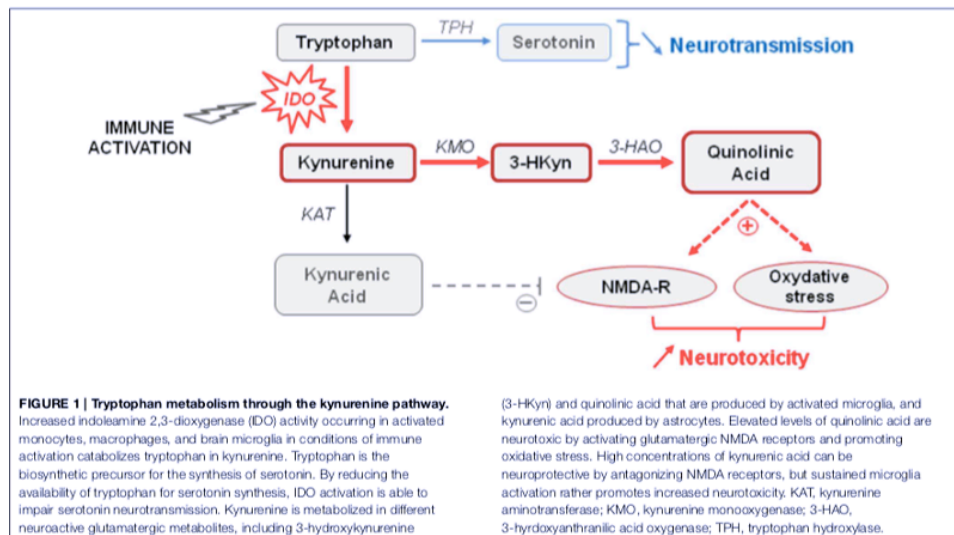 TPH
Tryptophan
Serotonin
Neurotransmission
IDO
IMMUNE
ACTIVATION
KMO
3-HAO
Kynurenine
3-HKyn
Quinolinic
Acid
KAT
+
Kynurenic
Acid
NMDA-R
Oxydative
stress
−
Neurotoxicity
FIGURE 1 | Tryptophan metabolism through the kynurenine pathway.
Increased indoleamine 2,3-dioxygenase (IDO) activity occurring in activated
monocytes, macrophages, and brain microglia in conditions of immune
activation catabolizes tryptophan in kynurenine. Tryptophan is the
biosynthetic precursor for the synthesis of serotonin. By reducing the
availability of tryptophan for serotonin synthesis, IDO activation is able to
impair serotonin neurotransmission. Kynurenine is metabolized in different
neuroactive glutamatergic metabolites, including 3-hydroxykynurenine
(3-HKyn) and quinolinic acid that are produced by activated microglia, and
kynurenic acid produced by astrocytes. Elevated levels of quinolinic acid are
neurotoxic by activating glutamatergic NMDA receptors and promoting
oxidative stress. High concentrations of kynurenic acid can be
neuroprotective by antagonizing NMDA receptors, but sustained microglia
activation rather promotes increased neurotoxicity. KAT, kynurenine
aminotransferase; KMO, kynurenine monooxygenase; 3-HAO,
3-hyrdoxyanthranilic acid oxygenase; TPH, tryptophan hydroxylase.